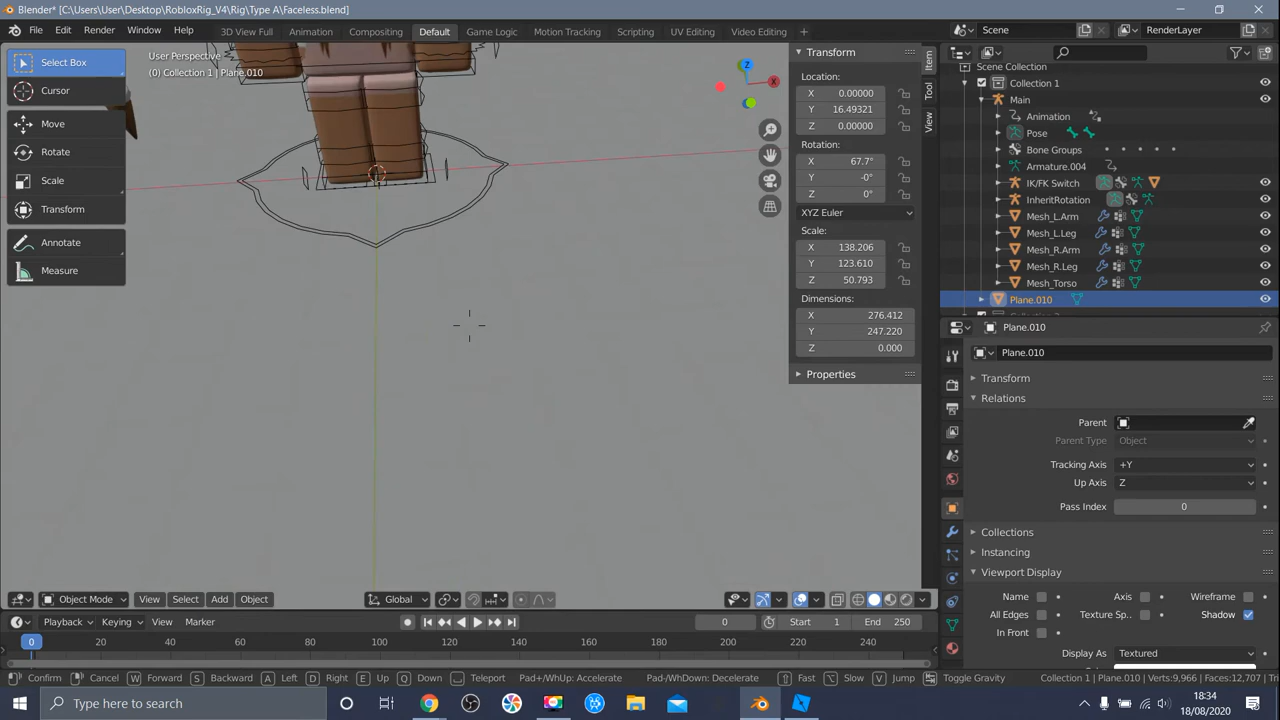 Blender* [C:\Users\User\Desktop\RobloxRig_V4\Rig\Type A\Faceless.blend]
File Edit Render Window Help 3D View Full Animation Compositing Default Game Logic Motion Tracking Scripting UV Editing Video Editing + Scene RenderLayer
Select Box
Cursor
Move
Rotate
Scale
Transform
Annotate
Measure
User Perspective
(0) Collection 1 | Plane.010
Z
X
Transform
Location:
X 0.00000
Y 16.49321
Z 0.00000
Rotation:
X 67.7°
Y -0°
Z 0°
XYZ Euler
Scale:
X 138.206
Y 123.610
Z 50.793
Dimensions:
X 276.412
Y 247.220
Z 0.000
Properties
Item
Tool
View
Scene Collection
Collection 1
Main
Animation
Pose
Bone Groups
Armature.004
IK/FK Switch
InheritRotation
Mesh_L.Arm
Mesh_L.Leg
Mesh_R.Arm
Mesh_R.Leg
Mesh_Torso
Plane.010
Plane.010
Plane.010
Transform
Relations
Parent
Parent Type Object
Tracking Axis +Y
Up Axis Z
Pass Index 0
Collections
Instancing
Viewport Display
Name Axis Wireframe
All Edges Texture Sp.. Shadow
In Front
Display As Textured
Object Mode View Select Add Object Global
Playback Keying View Marker 0 Start 1 End 250
0 20 40 60 80 100 120 140 160 180 200 220 240
Confirm Cancel W Forward S Backward A Left D Right E Up Q Down Teleport Pad+/WhUp: Accelerate Pad-/WhDown: Decelerate Fast Slow V Jump Toggle Gravity Collection 1 | Plane.010 | Verts:9,966 | Faces:12,707 | Tri
Type here to search
18:34
18/08/2020